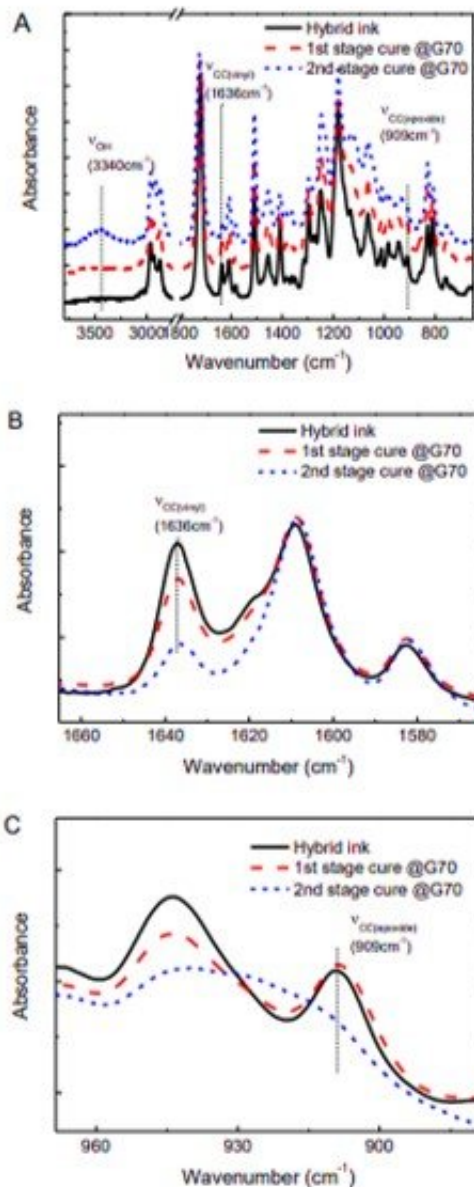 A
Hybrid ink
1st stage cure @G70
2nd stage cure @G70
νCC(vinyl)
(1636cm⁻¹)
νOH
(3340cm⁻¹)
νCC(epoxide)
(909cm⁻¹)
Absorbance
3500 3000 1800 1600 1400 1200 1000 800
Wavenumber (cm⁻¹)
B
Hybrid ink
1st stage cure @G70
2nd stage cure @G70
νCC(vinyl)
(1636cm⁻¹)
Absorbance
1660 1640 1620 1600 1580
Wavenumber (cm⁻¹)
C
Hybrid ink
1st stage cure @G70
2nd stage cure @G70
νCC(epoxide)
(909cm⁻¹)
Absorbance
960 930 900
Wavenumber (cm⁻¹)